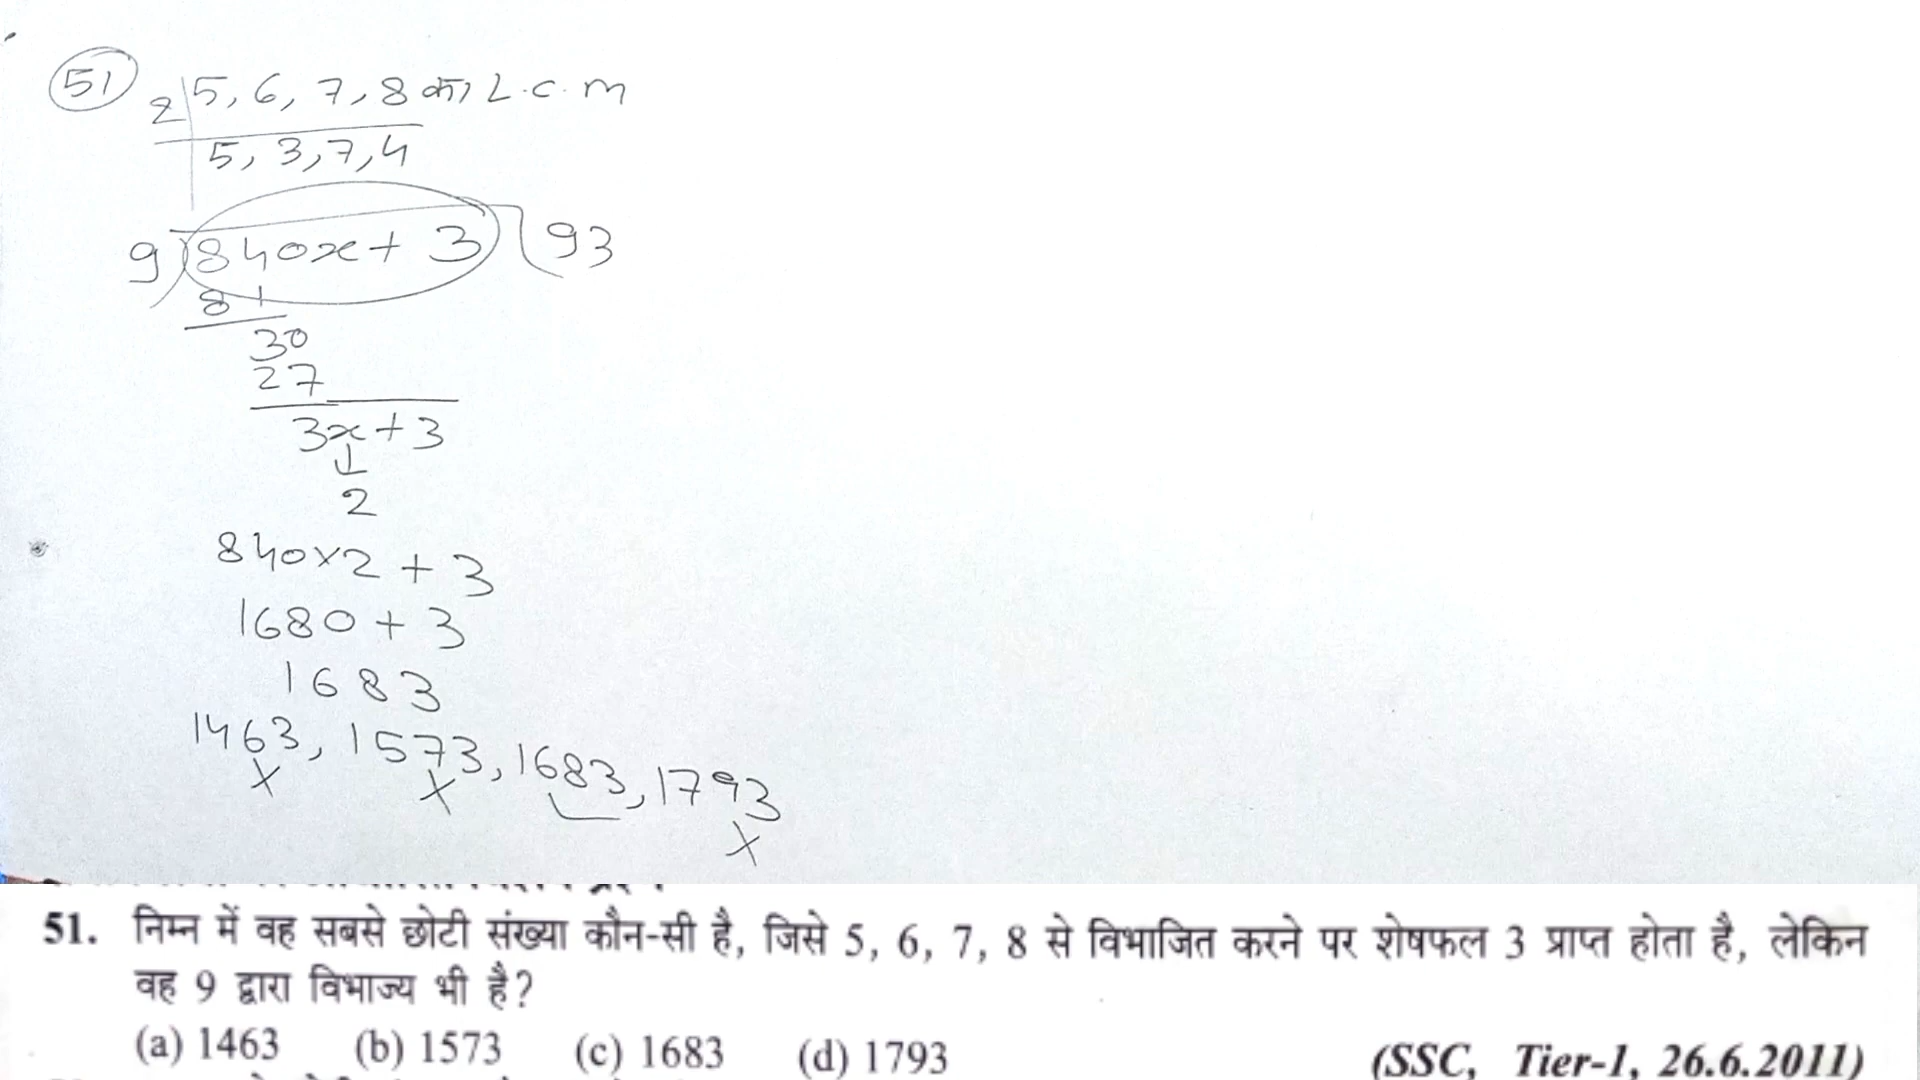 51
2 | 5, 6, 7, 8 का L.C.M
5, 3, 7, 4
9 ) 840x + 3 ( 93
81
30
27
3x + 3
↓
2
840×2 + 3
1680 + 3
1683
1463, 1573, 1683, 1793
× × ×
51. निम्न में वह सबसे छोटी संख्या कौन-सी है, जिसे 5, 6, 7, 8 से विभाजित करने पर शेषफल 3 प्राप्त होता है, लेकिन
वह 9 द्वारा विभाज्य भी है?
(a) 1463 (b) 1573 (c) 1683 (d) 1793
(SSC, Tier-1, 26.6.2011)